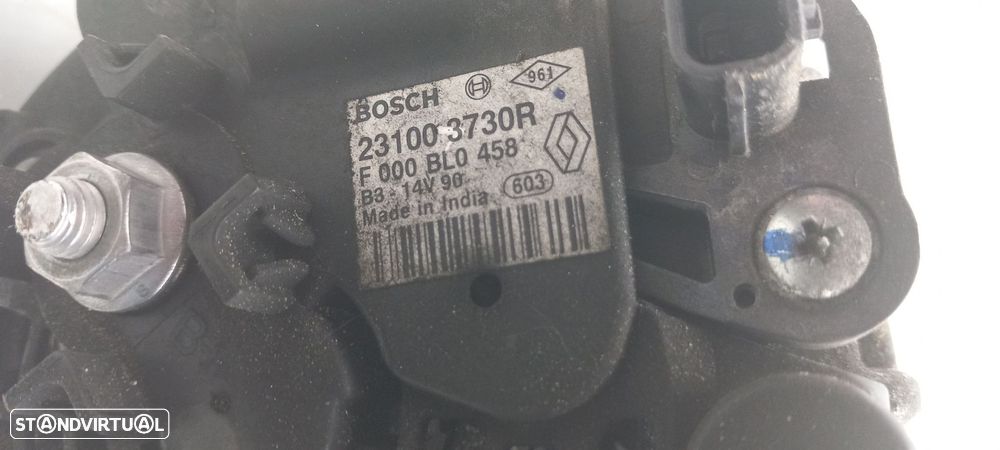 BOSCH
961
23100 3730R
F 000 BL0 458
B3 14V 90
603
Made in India
STANDVIRTUAL